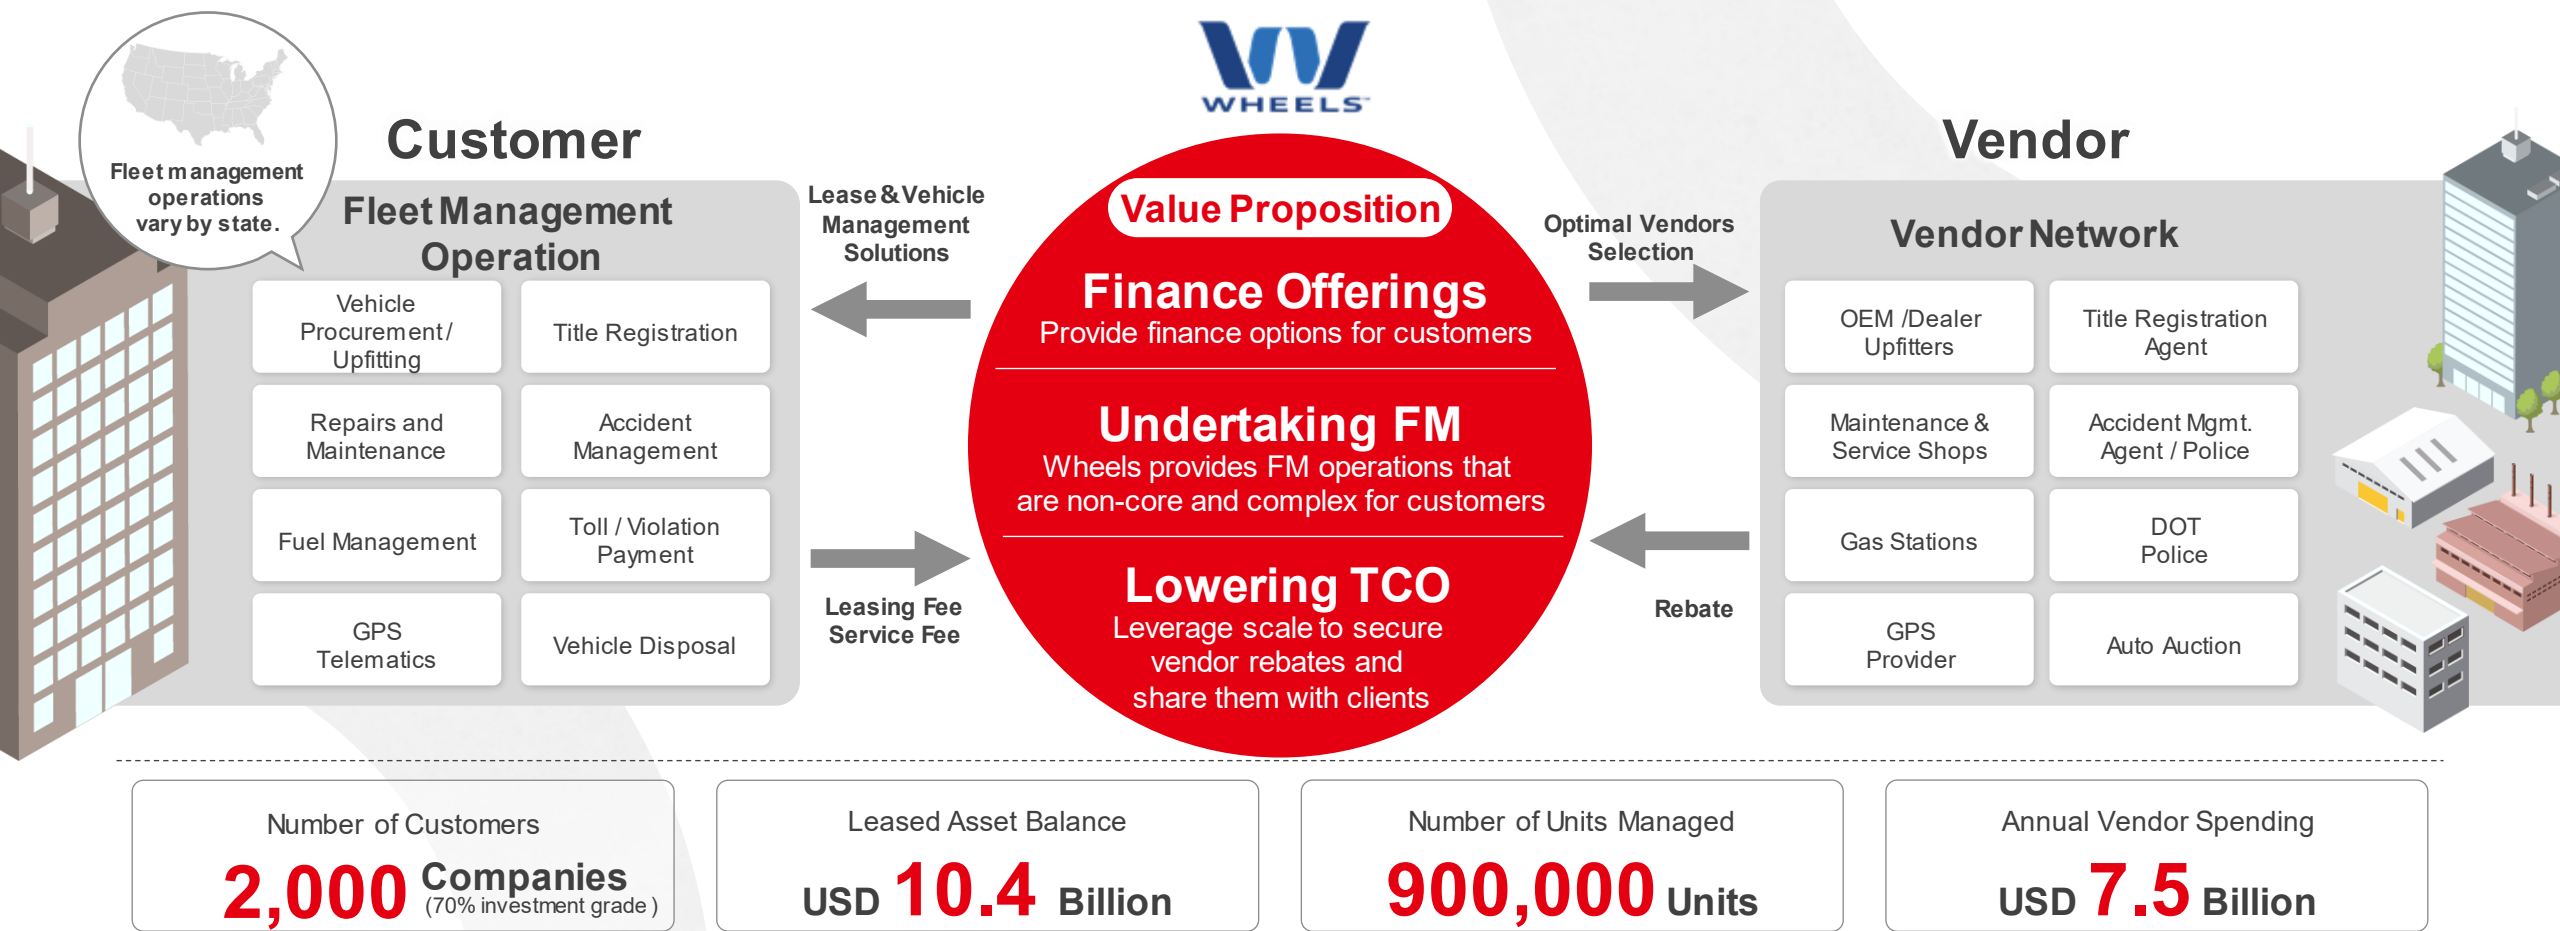 WHEELS™
Customer
Vendor
Fleet management
operations
vary by state.
Fleet Management
Operation
Vehicle
Procurement /
Upfitting
Title Registration
Repairs and
Maintenance
Accident
Management
Fuel Management
Toll / Violation
Payment
GPS
Telematics
Vehicle Disposal
Lease & Vehicle
Management
Solutions
Leasing Fee
Service Fee
Value Proposition
Finance Offerings
Provide finance options for customers
Undertaking FM
Wheels provides FM operations that
are non-core and complex for customers
Lowering TCO
Leverage scale to secure
vendor rebates and
share them with clients
Optimal Vendors
Selection
Rebate
Vendor Network
OEM /Dealer
Upfitters
Title Registration
Agent
Maintenance &
Service Shops
Accident Mgmt.
Agent / Police
Gas Stations
DOT
Police
GPS
Provider
Auto Auction
Number of Customers
2,000 Companies
(70% investment grade)
Leased Asset Balance
USD 10.4 Billion
Number of Units Managed
900,000 Units
Annual Vendor Spending
USD 7.5 Billion